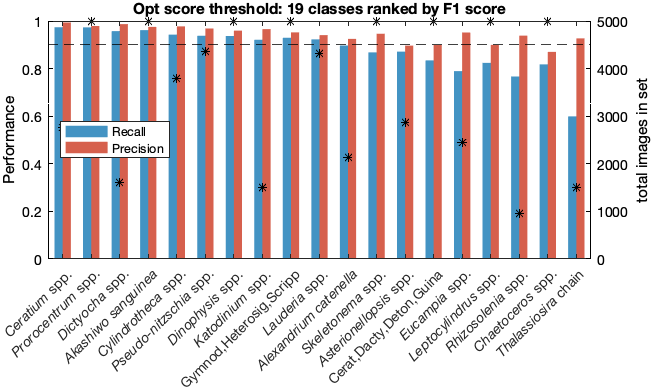 Opt score threshold: 19 classes ranked by F1 score
1
0.8
0.6
0.4
0.2
0
Performance
Recall
Precision
5000
4000
3000
2000
1000
0
total images in set
Ceratium spp.
Prorocentrum spp.
Dictyocha spp.
Akashiwo sanguinea
Cylindrotheca spp.
Pseudo-nitzschia spp.
Dinophysis spp.
Katodinium spp.
Gymnod,Heterosig,Scripp
Lauderia spp.
Alexandrium catenella
Skeletonema spp.
Asterionellopsis spp.
Cerat,Dacty,Deton,Guina
Eucampia spp.
Leptocylindrus spp.
Rhizosolenia spp.
Chaetoceros spp.
Thalassiosira chain